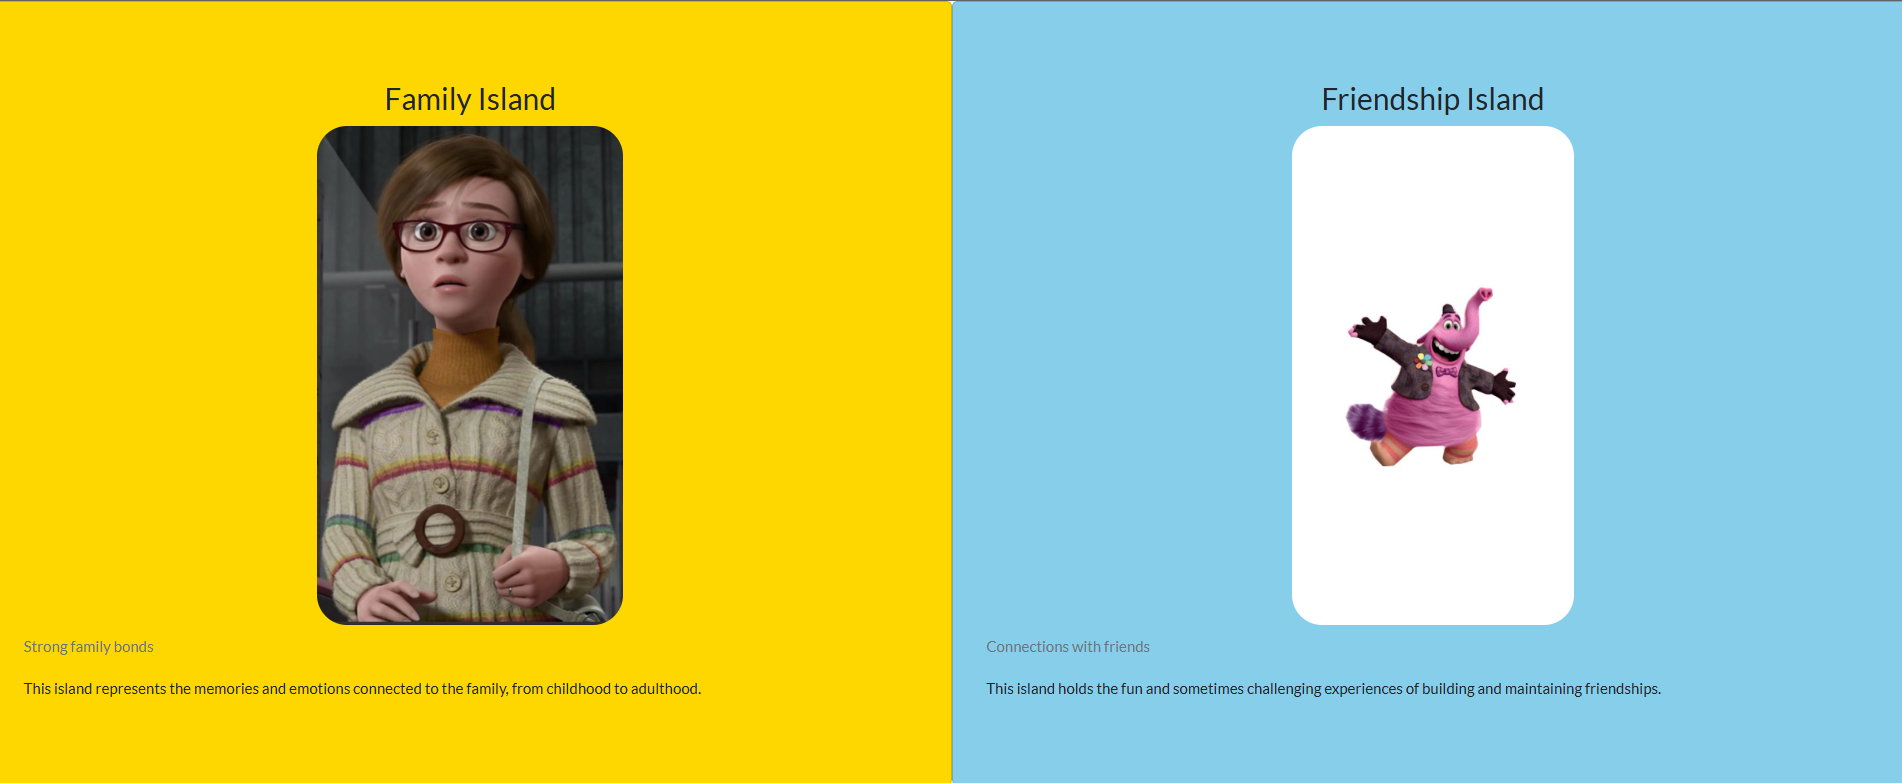 Family Island
Strong family bonds
This island represents the memories and emotions connected to the family, from childhood to adulthood.
Friendship Island
Connections with friends
This island holds the fun and sometimes challenging experiences of building and maintaining friendships.